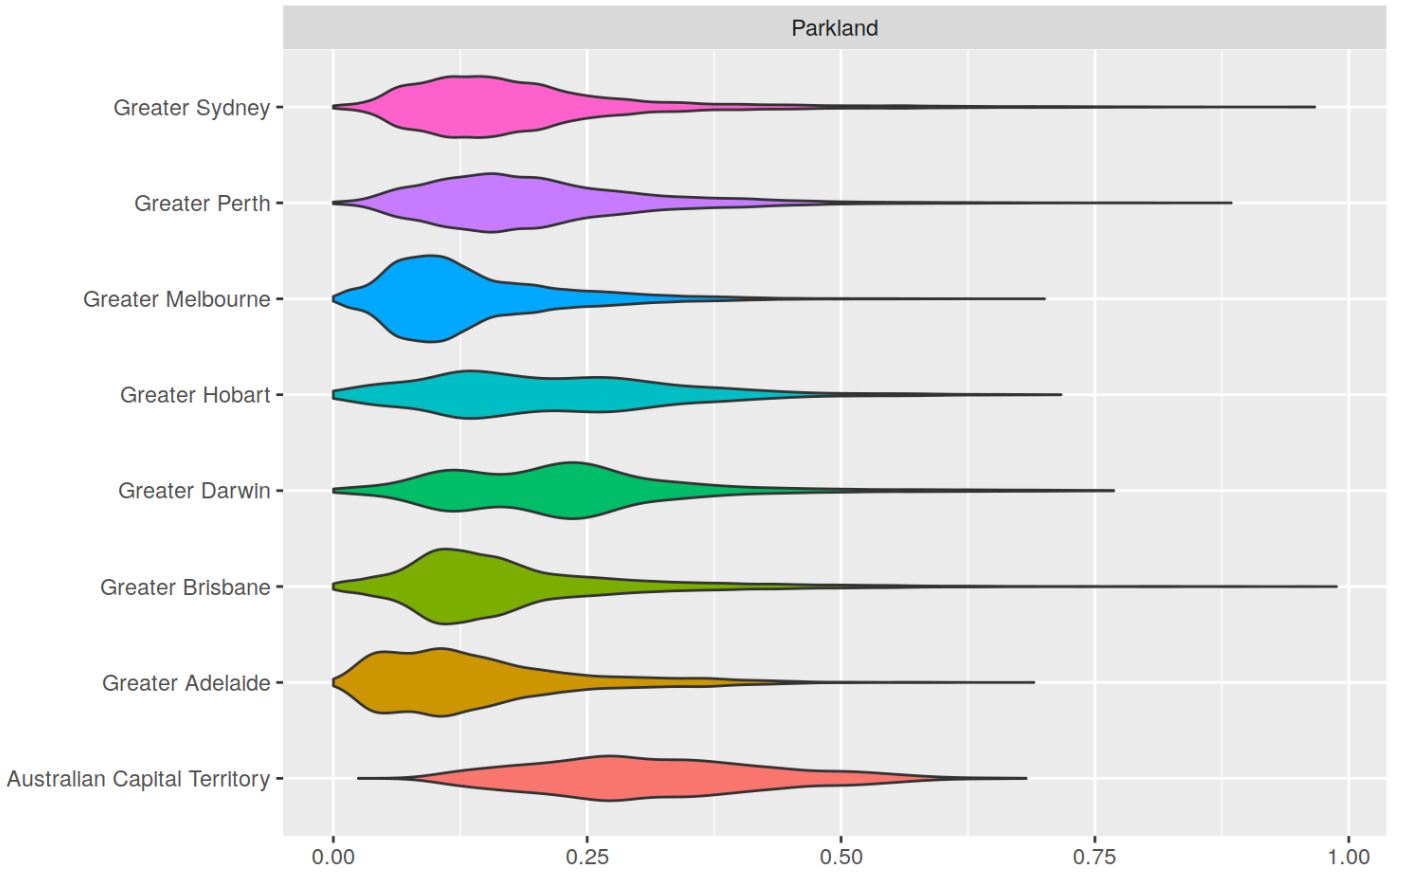 Parkland
Greater Sydney
Greater Perth
Greater Melbourne
Greater Hobart
Greater Darwin
Greater Brisbane
Greater Adelaide
Australian Capital Territory
0.00 0.25 0.50 0.75 1.00